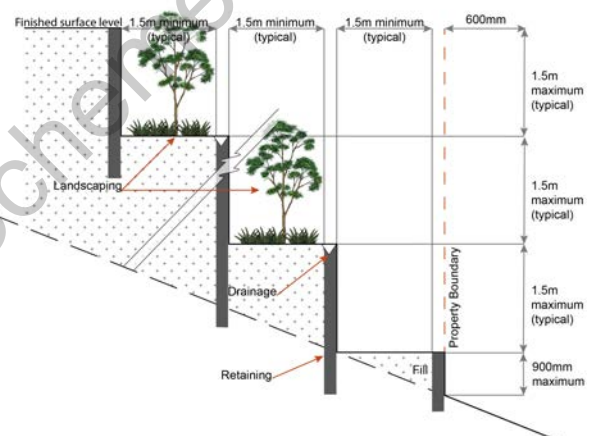 Finished surface level
1.5m minimum
(typical)
1.5m minimum
(typical)
1.5m minimum
(typical)
600mm
1.5m
maximum
(typical)
Landscaping
1.5m
maximum
(typical)
Drainage
Property Boundary
1.5m
maximum
(typical)
Retaining
Fill
900mm
maximum